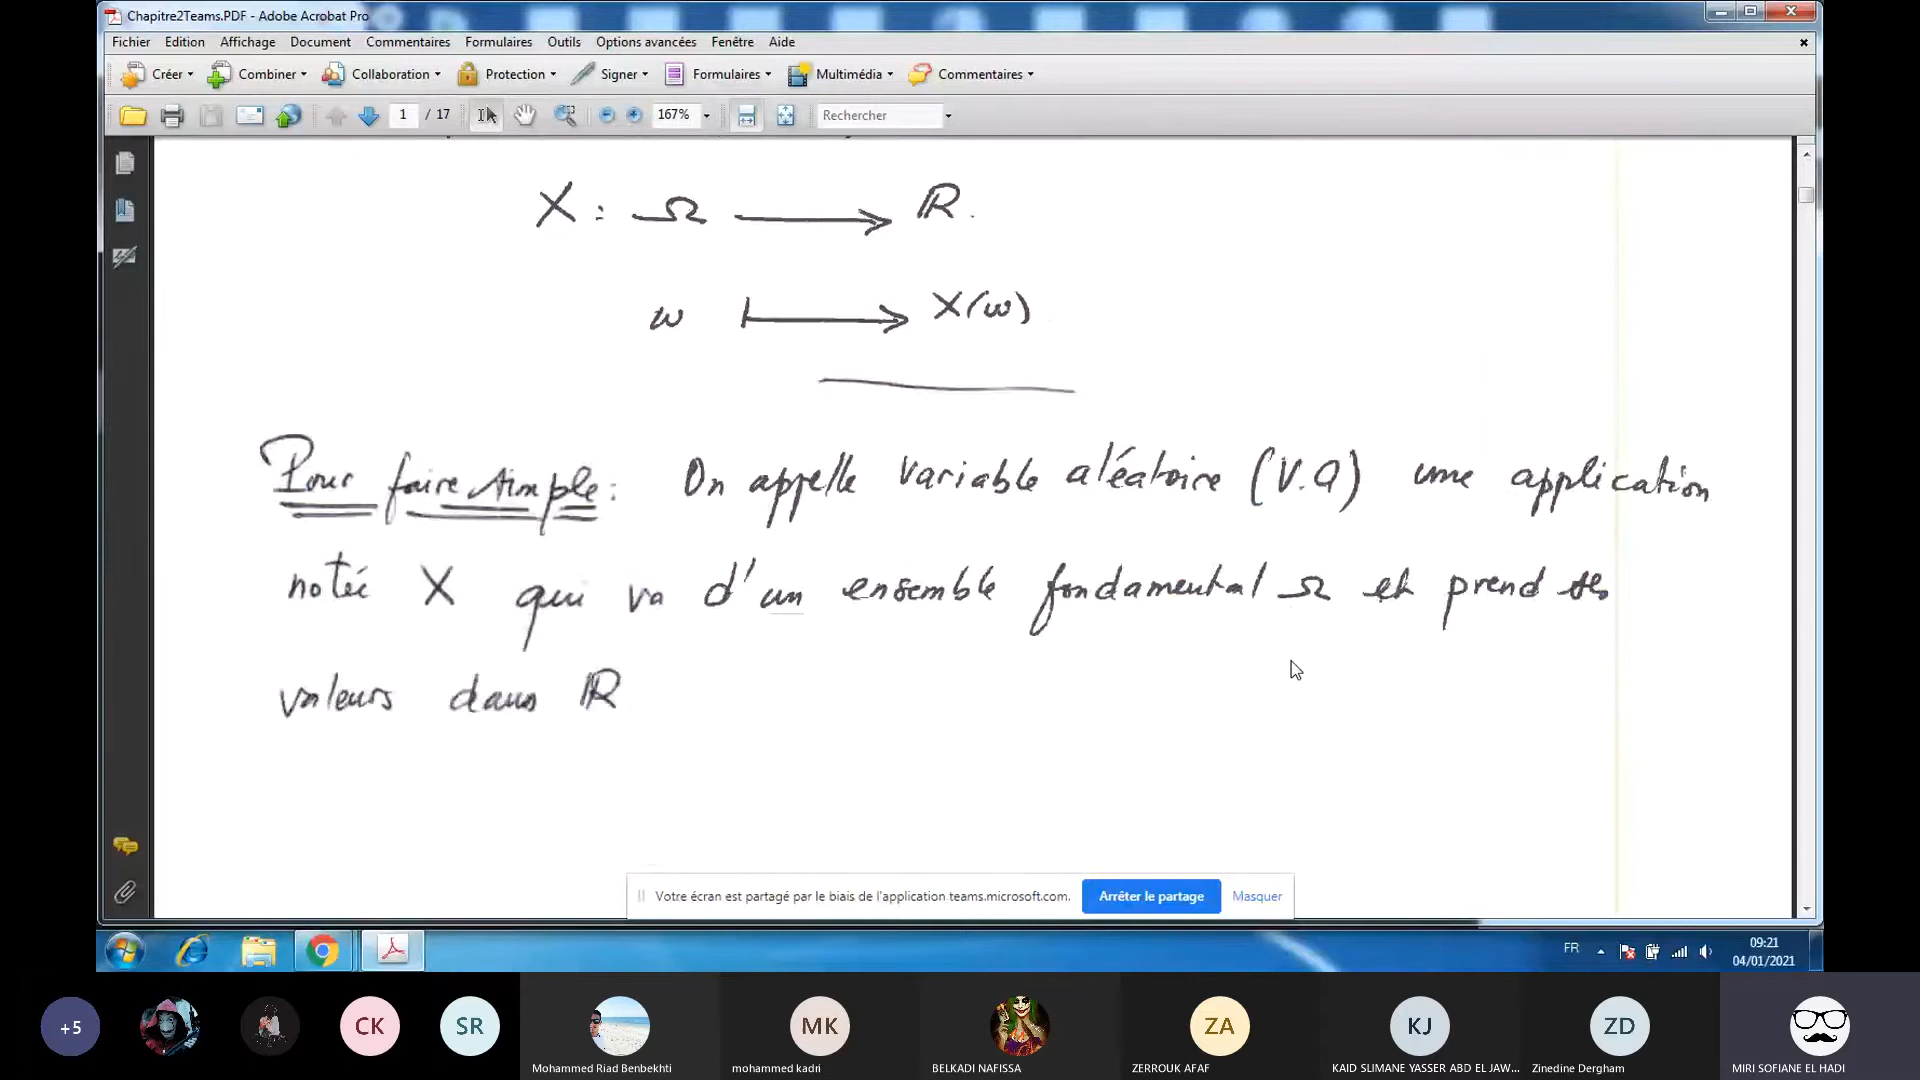 Chapitre2Teams.PDF - Adobe Acrobat Pro
Fichier Edition Affichage Document Commentaires Formulaires Outils Options avancées Fenêtre Aide
Créer Combiner Collaboration Protection Signer Formulaires Multimédia Commentaires
1 / 17 167% Rechercher
X : Ω ⟶ ℝ.
ω ⟼ X(ω)
Pour faire simple : On appelle variable aléatoire (V.A) une application
notée X qui va d'un ensemble fondamental Ω et prend ses
valeurs dans ℝ
Votre écran est partagé par le biais de l'application teams.microsoft.com. Arrêter le partage Masquer
FR 09:21
04/01/2021
+5 CK SR MK ZA KJ ZD
Mohammed Riad Benbekhti mohammed kadri BELKADI NAFISSA ZERROUK AFAF KAID SLIMANE YASSER ABD EL JAW... Zinedine Dergham MIRI SOFIANE EL HADI